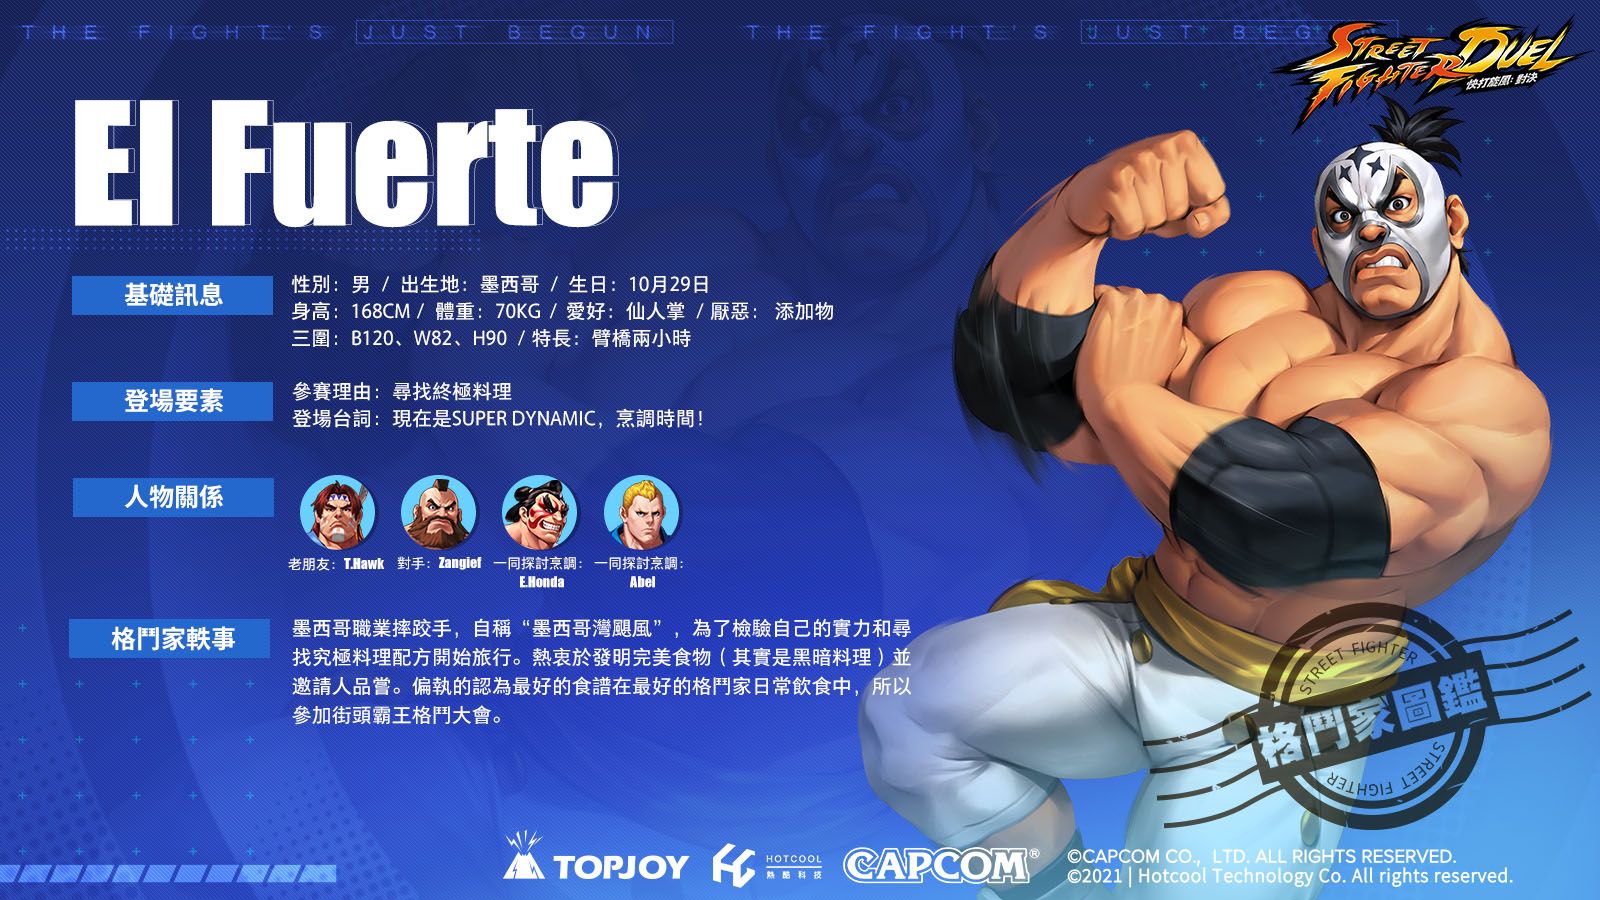 THE FIGHT'S JUST BEGUN THE FIGHT'S JUST BEGUN
STREET FIGHTER DUEL
快打旋風:對決
El Fuerte
基礎訊息
性別：男 / 出生地：墨西哥 / 生日：10月29日
身高：168CM / 體重：70KG / 愛好：仙人掌 / 厭惡： 添加物
三圍：B120、W82、H90 / 特長：臂橋兩小時
登場要素
參賽理由：尋找終極料理
登場台詞：現在是SUPER DYNAMIC，烹調時間！
人物關係
老朋友：T.Hawk
對手：Zangief
一同探討烹調：
E.Honda
一同探討烹調：
Abel
格鬥家軼事
墨西哥職業摔跤手，自稱“墨西哥灣颶風”，為了檢驗自己的實力和尋
找究極料理配方開始旅行。熱衷於發明完美食物（其實是黑暗料理）並
邀請人品嘗。偏執的認為最好的食譜在最好的格鬥家日常飲食中，所以
參加街頭霸王格鬥大會。
STREET FIGHTER
格鬥家圖鑑
STREET FIGHTER
TOPJOY
HOTCOOL
熱酷科技
CAPCOM®
©CAPCOM CO., LTD. ALL RIGHTS RESERVED.
©2021 | Hotcool Technology Co. All rights reserved.